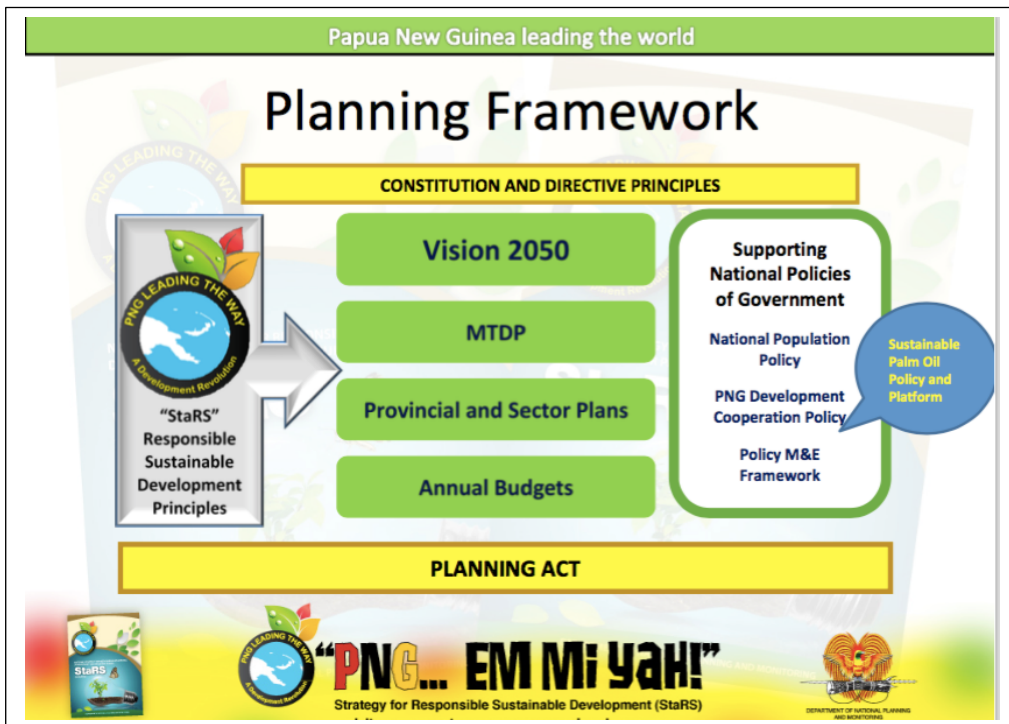 Papua New Guinea leading the world
Planning Framework
CONSTITUTION AND DIRECTIVE PRINCIPLES
PNG LEADING THE WAY
A Development Revolution
"StaRS"
Responsible
Sustainable
Development
Principles
Vision 2050
MTDP
Provincial and Sector Plans
Annual Budgets
Supporting
National Policies
of Government
National Population
Policy
PNG Development
Cooperation Policy
Policy M&E
Framework
Sustainable
Palm Oil
Policy and
Platform
PLANNING ACT
StaRS
PNG LEADING THE WAY
A Development Revolution
"PNG... EM Mi YaH!"
Strategy for Responsible Sustainable Development (StaRS)
DEPARTMENT OF NATIONAL PLANNING
AND MONITORING